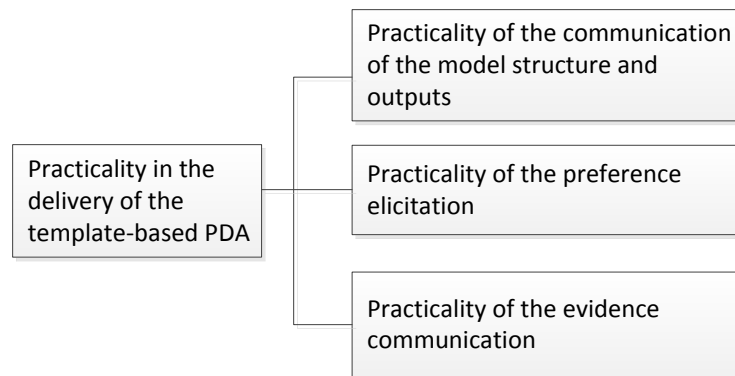 Practicality of the communication
of the model structure and
outputs
Practicality in the
delivery of the
template-based PDA
Practicality of the preference
elicitation
Practicality of the evidence
communication